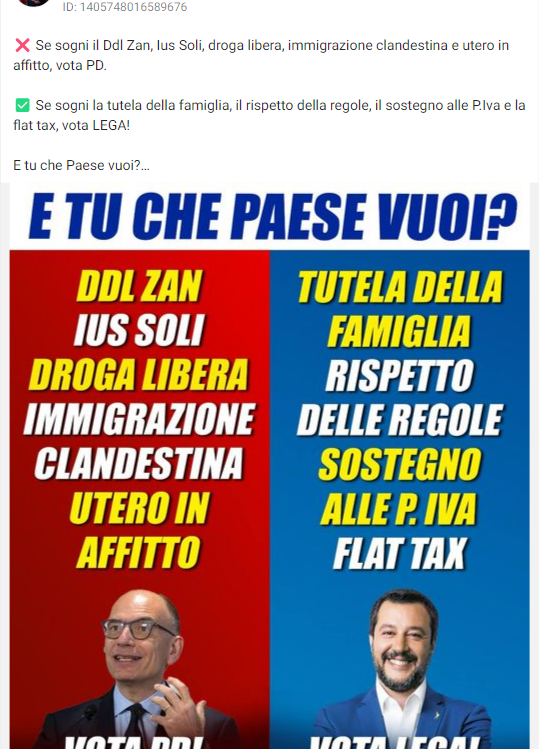 ID: 1405748016589676
❌ Se sogni il Ddl Zan, Ius Soli, droga libera, immigrazione clandestina e utero in
affitto, vota PD.
✅ Se sogni la tutela della famiglia, il rispetto della regole, il sostegno alle P.Iva e la
flat tax, vota LEGA!
E tu che Paese vuoi?...
E TU CHE PAESE VUOI?
DDL ZAN
IUS SOLI
DROGA LIBERA
IMMIGRAZIONE
CLANDESTINA
UTERO IN
AFFITTO
VOTA PD!
TUTELA DELLA
FAMIGLIA
RISPETTO
DELLE REGOLE
SOSTEGNO
ALLE P. IVA
FLAT TAX
VOTA LEGA!